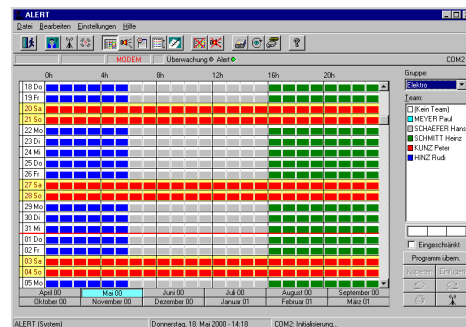 ALERT
Datei Bearbeiten Einstellungen Hilfe
MODEM Überwachung Alert COM2
0h 4h 8h 12h 16h 20h
18 Do
19 Fr
20 Sa
21 So
22 Mo
23 Di
24 Mi
25 Do
26 Fr
27 Sa
28 So
29 Mo
30 Di
31 Mi
01 Do
02 Fr
03 Sa
04 So
05 Mo
April 00 Mai 00 Juni 00 Juli 00 August 00 September 00
Oktober 00 November 00 Dezember 00 Januar 01 Februar 01 März 01
Gruppe
Elektro
Team:
(Kein Team)
MEYER Paul
SCHAEFER Hans
SCHMITT Heinz
KUNZ Peter
HINZ Rudi
Eingeschränkt
Programm übern.
Kopieren Einfügen
ALERT (System) Donnerstag, 18. Mai 2000 - 14:18 COM2: Initialisierung...